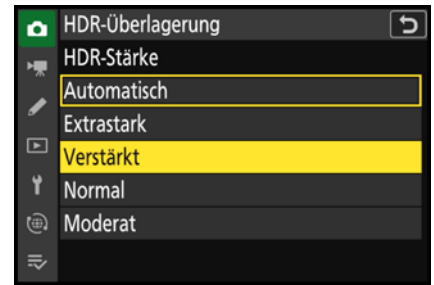 HDR-Überlagerung
HDR-Stärke
Automatisch
Extrastark
Verstärkt
Normal
Moderat